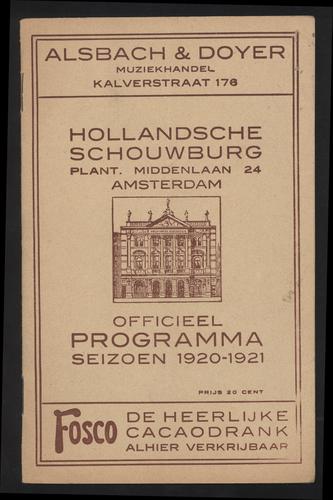 ALSBACH & DOYER
MUZIEKHANDEL
KALVERSTRAAT 176
HOLLANDSCHE
SCHOUWBURG
PLANT. MIDDENLAAN 24
AMSTERDAM
OFFICIEEL
PROGRAMMA
SEIZOEN 1920-1921
PRIJS 20 CENT
Fosco DE HEERLIJKE
CACAODRANK
ALHIER VERKRIJBAAR